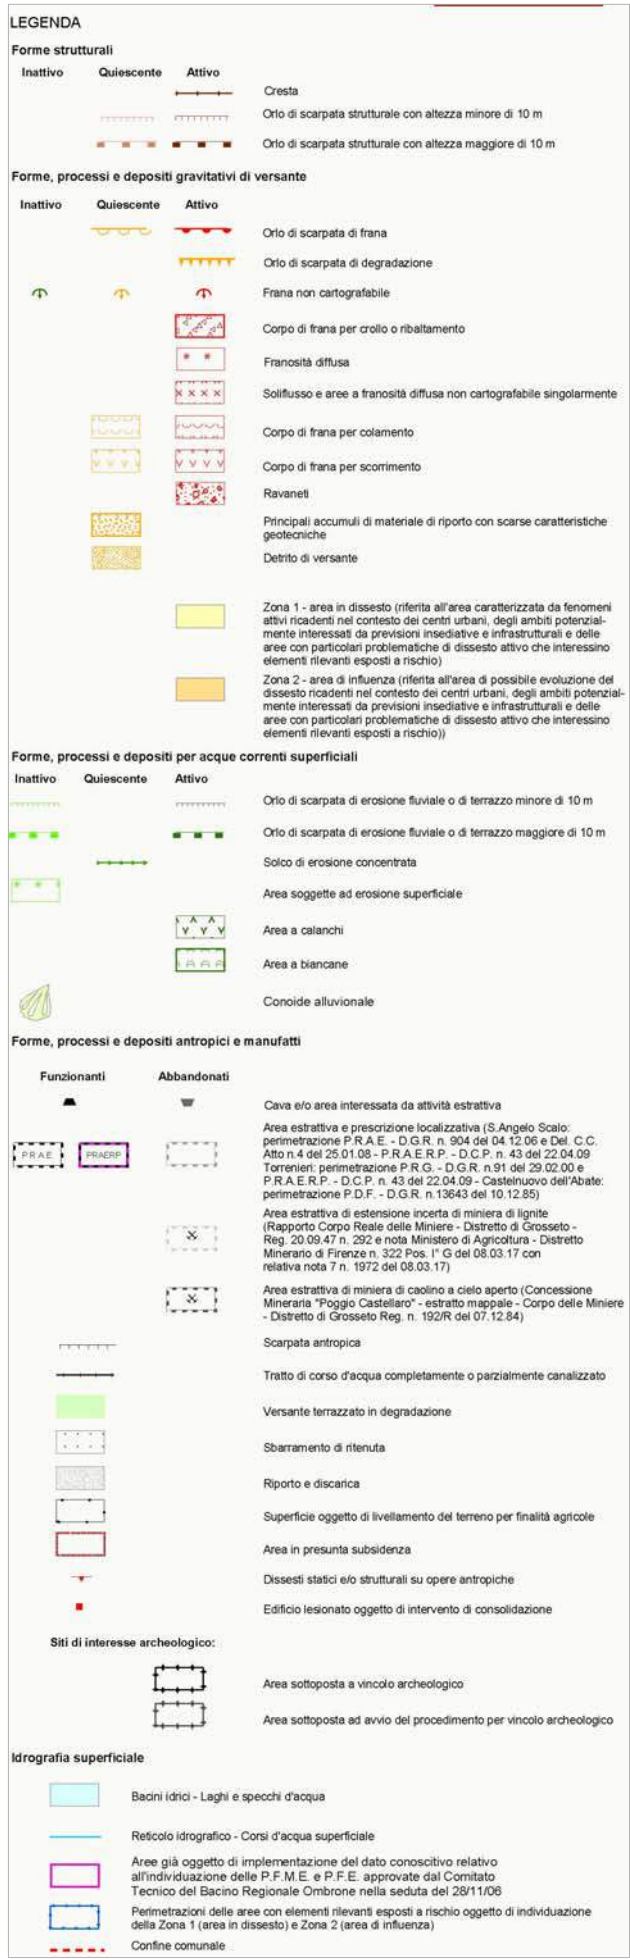 LEGENDA
Forme strutturali
Inattivo Quiescente Attivo
Cresta
Orlo di scarpata strutturale con altezza minore di 10 m
Orlo di scarpata strutturale con altezza maggiore di 10 m
Forme, processi e depositi gravitativi di versante
Inattivo Quiescente Attivo
Orlo di scarpata di frana
Orlo di scarpata di degradazione
Frana non cartografabile
Corpo di frana per crollo o ribaltamento
Franosità diffusa
Soliflusso e aree a franosità diffusa non cartografabile singolarmente
Corpo di frana per colamento
Corpo di frana per scorrimento
Ravaneti
Principali accumuli di materiale di riporto con scarse caratteristiche
geotecniche
Detrito di versante
Zona 1 - area in dissesto (riferita all'area caratterizzata da fenomeni
attivi ricadenti nel contesto dei centri urbani, degli ambiti potenzial-
mente interessati da previsioni insediative e infrastrutturali e delle
aree con particolari problematiche di dissesto attivo che interessino
elementi rilevanti esposti a rischio)
Zona 2 - area di influenza (riferita all'area di possibile evoluzione del
dissesto ricadenti nel contesto dei centri urbani, degli ambiti potenzial-
mente interessati da previsioni insediative e infrastrutturali e delle
aree con particolari problematiche di dissesto attivo che interessino
elementi rilevanti esposti a rischio))
Forme, processi e depositi per acque correnti superficiali
Inattivo Quiescente Attivo
Orlo di scarpata di erosione fluviale o di terrazzo minore di 10 m
Orlo di scarpata di erosione fluviale o di terrazzo maggiore di 10 m
Solco di erosione concentrata
Area soggette ad erosione superficiale
Area a calanchi
Area a biancane
Conoide alluvionale
Forme, processi e depositi antropici e manufatti
Funzionanti Abbandonati
Cava e/o area interessata da attività estrattiva
P.R.A.E. PRAERP
Area estrattiva e prescrizione localizzativa (S.Angelo Scalo:
perimetrazione P.R.A.E. - D.G.R. n. 904 del 04.12.06 e Del. C.C.
Atto n.4 del 25.01.08 - P.R.A.E.R.P. - D.C.P. n. 43 del 22.04.09
Torrenieri: perimetrazione P.R.G. - D.G.R. n.91 del 29.02.00 e
P.R.A.E.R.P. - D.C.P. n. 43 del 22.04.09 - Castelnuovo dell'Abate:
perimetrazione P.D.F. - D.G.R. n.13643 del 10.12.85)
Area estrattiva di estensione incerta di miniera di lignite
(Rapporto Corpo Reale delle Miniere - Distretto di Grosseto -
Reg. 20.09.47 n. 292 e nota Ministero di Agricoltura - Distretto
Minerario di Firenze n. 322 Pos. I° G del 08.03.17 con
relativa nota 7 n. 1972 del 08.03.17)
Area estrattiva di miniera di caolino a cielo aperto (Concessione
Mineraria "Poggio Castellaro" - estratto mappale - Corpo delle Miniere
- Distretto di Grosseto Reg. n. 192/R del 07.12.84)
Scarpata antropica
Tratto di corso d'acqua completamente o parzialmente canalizzato
Versante terrazzato in degradazione
Sbarramento di ritenuta
Riporto e discarica
Superficie oggetto di livellamento del terreno per finalità agricole
Area in presunta subsidenza
Dissesti statici e/o strutturali su opere antropiche
Edificio lesionato oggetto di intervento di consolidazione
Siti di interesse archeologico:
Area sottoposta a vincolo archeologico
Area sottoposta ad avvio del procedimento per vincolo archeologico
Idrografia superficiale
Bacini idrici - Laghi e specchi d'acqua
Reticolo idrografico - Corsi d'acqua superficiale
Aree già oggetto di implementazione del dato conoscitivo relativo
all'individuazione delle P.F.M.E. e P.F.E. approvate dal Comitato
Tecnico del Bacino Regionale Ombrone nella seduta del 28/11/06
Perimetrazioni delle aree con elementi rilevanti esposti a rischio oggetto di individuazione
della Zona 1 (area in dissesto) e Zona 2 (area di influenza)
Confine comunale